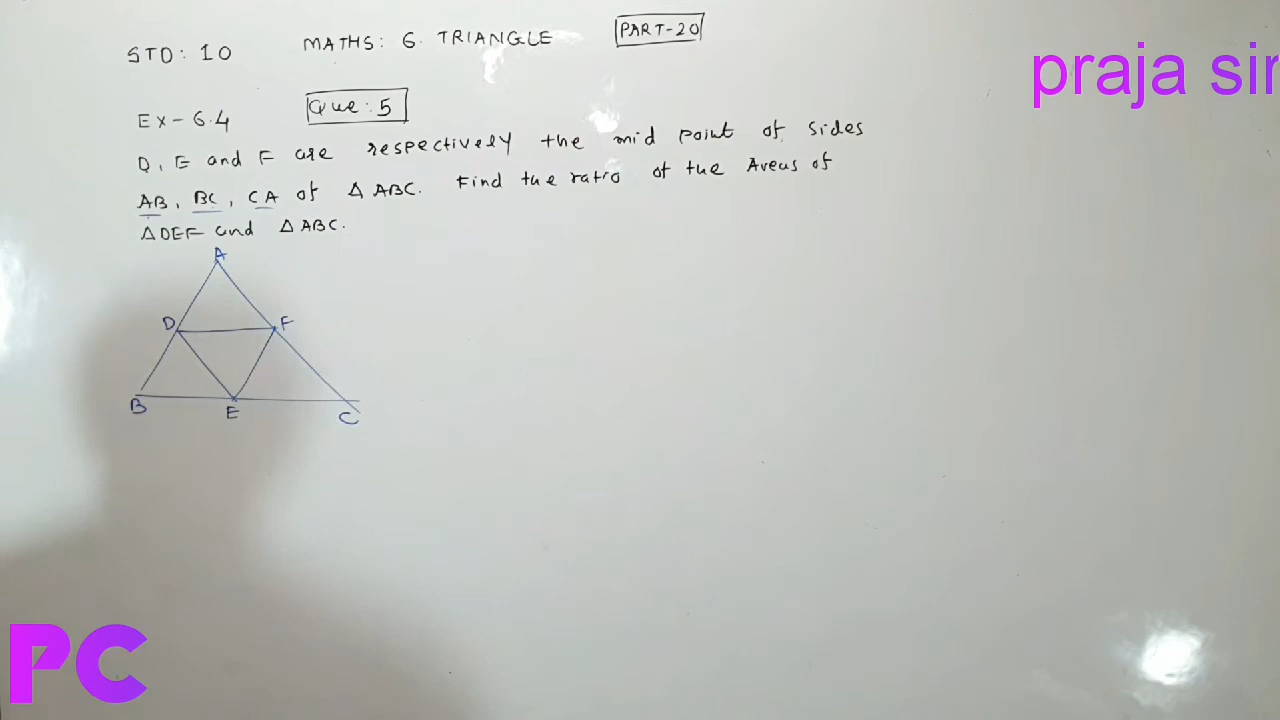 STD: 10 MATHS: 6. TRIANGLE PART-20
praja sir
Ex-6.4 Que: 5
D, E and F are respectively the mid point of sides
AB, BC, CA of △ABC. Find the ratio of the Areas of
△DEF and △ABC.
A
D F
B E C
PC